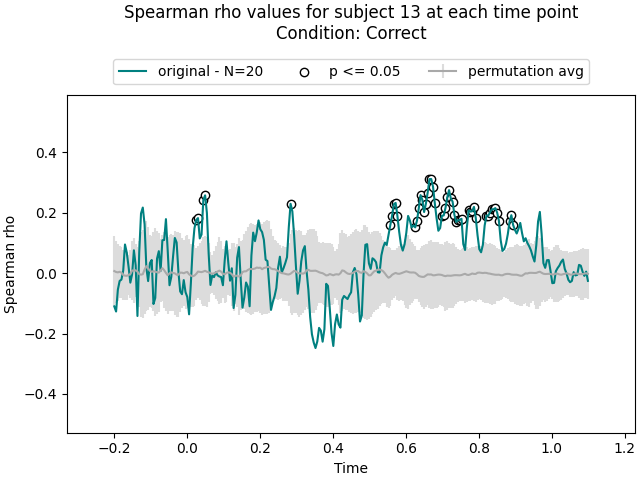 Spearman rho values for subject 13 at each time point
Condition: Correct
original - N=20
p <= 0.05
permutation avg
Spearman rho
0.4
0.2
0.0
−0.2
−0.4
−0.2
0.0
0.2
0.4
0.6
0.8
1.0
1.2
Time